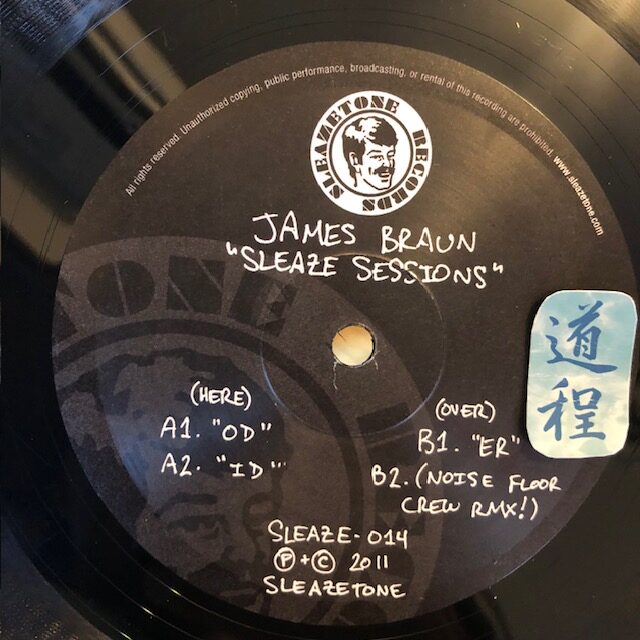 All rights reserved. Unauthorized copying, public performance, broadcasting, or rental of this recording are prohibited. www.sleazetone.com
SLEAZETONE RECORDS
JAMES BRAUN
"SLEAZE SESSIONS"
道程
(HERE)
A1. "OD"
A2. "ID"
(OVER)
B1. "ER"
B2. (NOISE FLOOR
CREW RMX!)
SLEAZE-014
Ⓟ+© 2011
SLEAZETONE